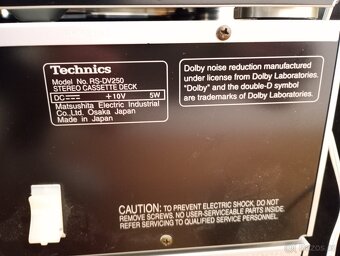 Technics
Model No. RS-DV250
STEREO CASSETTE DECK
DC ⎓ +10V 5W
Matsushita Electric Industrial
Co.,Ltd. Osaka Japan
Made in Japan
Dolby noise reduction manufactured
under license from Dolby Laboratories.
"Dolby" and the double-D symbol
are trademarks of Dolby Laboratories.
CAUTION: TO PREVENT ELECTRIC SHOCK, DO NOT
REMOVE SCREWS. NO USER-SERVICEABLE PARTS INSIDE.
REFER SERVICING TO QUALIFIED SERVICE PERSONNEL.